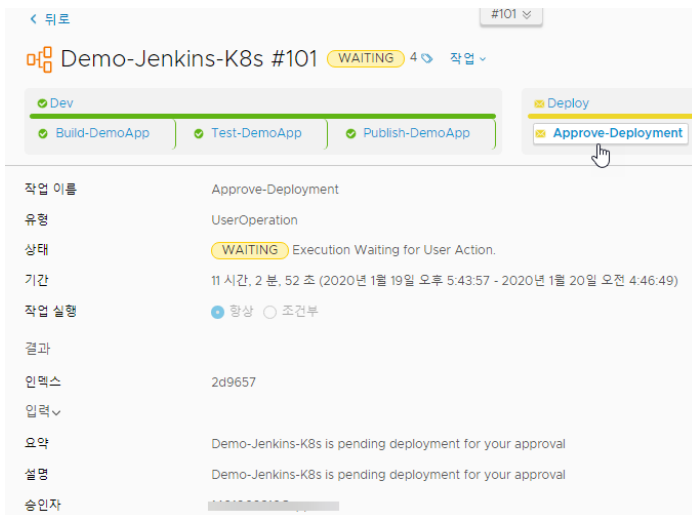 뒤로
#101
Demo-Jenkins-K8s #101 WAITING 4 작업
Dev
Deploy
Build-DemoApp Test-DemoApp Publish-DemoApp Approve-Deployment
작업 이름 Approve-Deployment
유형 UserOperation
상태 WAITING Execution Waiting for User Action.
기간 11 시간, 2 분, 52 초 (2020년 1월 19일 오후 5:43:57 - 2020년 1월 20일 오전 4:46:49)
작업 실행 항상 조건부
결과
인덱스 2d9657
입력
요약 Demo-Jenkins-K8s is pending deployment for your approval
설명 Demo-Jenkins-K8s is pending deployment for your approval
승인자